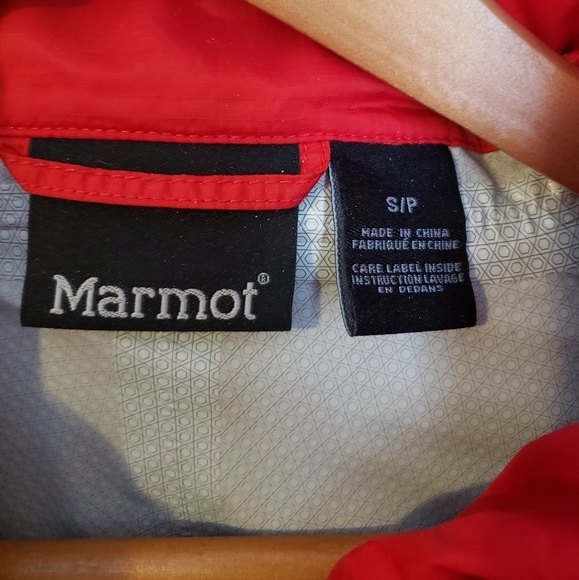 Marmot®
S/P
MADE IN CHINA
FABRIQUÉ EN CHINE
CARE LABEL INSIDE
INSTRUCTION LAVAGE
EN DEDANS